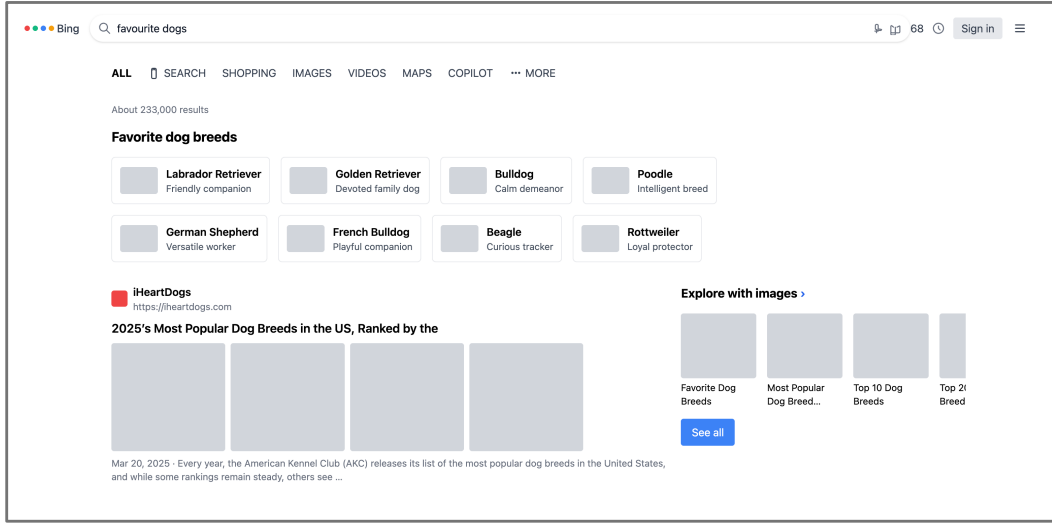 Bing
favourite dogs
68
Sign in
ALL SEARCH SHOPPING IMAGES VIDEOS MAPS COPILOT ··· MORE
About 233,000 results
Favorite dog breeds
Labrador Retriever
Friendly companion
Golden Retriever
Devoted family dog
Bulldog
Calm demeanor
Poodle
Intelligent breed
German Shepherd
Versatile worker
French Bulldog
Playful companion
Beagle
Curious tracker
Rottweiler
Loyal protector
iHeartDogs
https://iheartdogs.com
2025's Most Popular Dog Breeds in the US, Ranked by the
Mar 20, 2025 · Every year, the American Kennel Club (AKC) releases its list of the most popular dog breeds in the United States,
and while some rankings remain steady, others see ...
Explore with images ›
Favorite Dog
Breeds
Most Popular
Dog Breed...
Top 10 Dog
Breeds
Top
Breed
See all